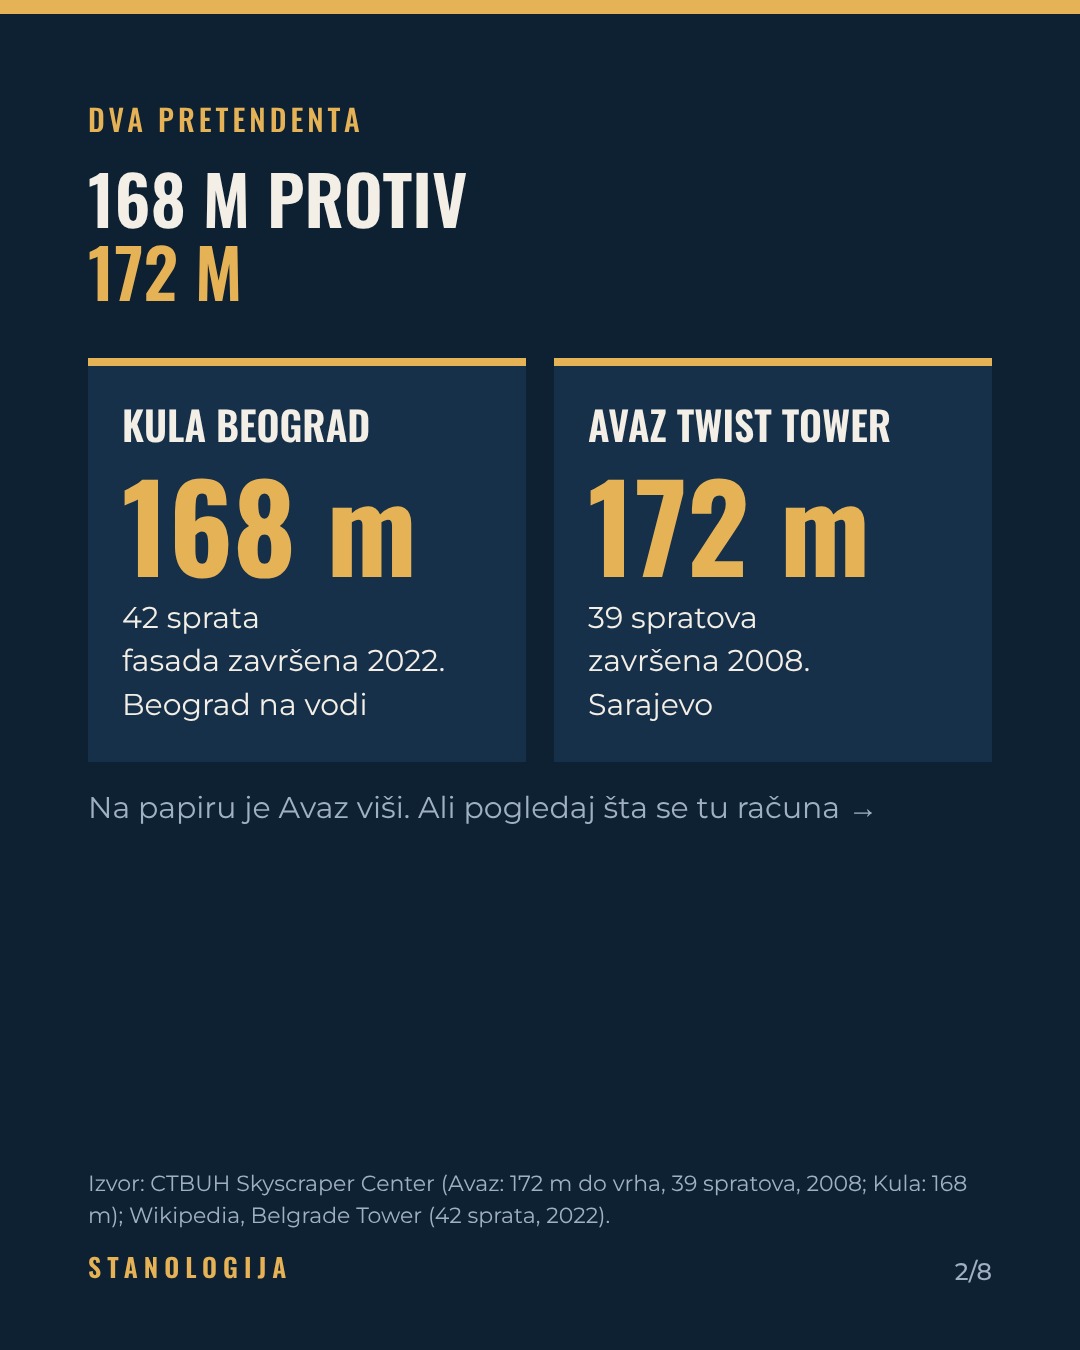 DVA PRETENDENTA
168 M PROTIV
172 M
KULA BEOGRAD
168 m
42 sprata
fasada završena 2022.
Beograd na vodi
AVAZ TWIST TOWER
172 m
39 spratova
završena 2008.
Sarajevo
Na papiru je Avaz viši. Ali pogledaj šta se tu računa →
Izvor: CTBUH Skyscraper Center (Avaz: 172 m do vrha, 39 spratova, 2008; Kula: 168
m); Wikipedia, Belgrade Tower (42 sprata, 2022).
STANOLOGIJA
2/8